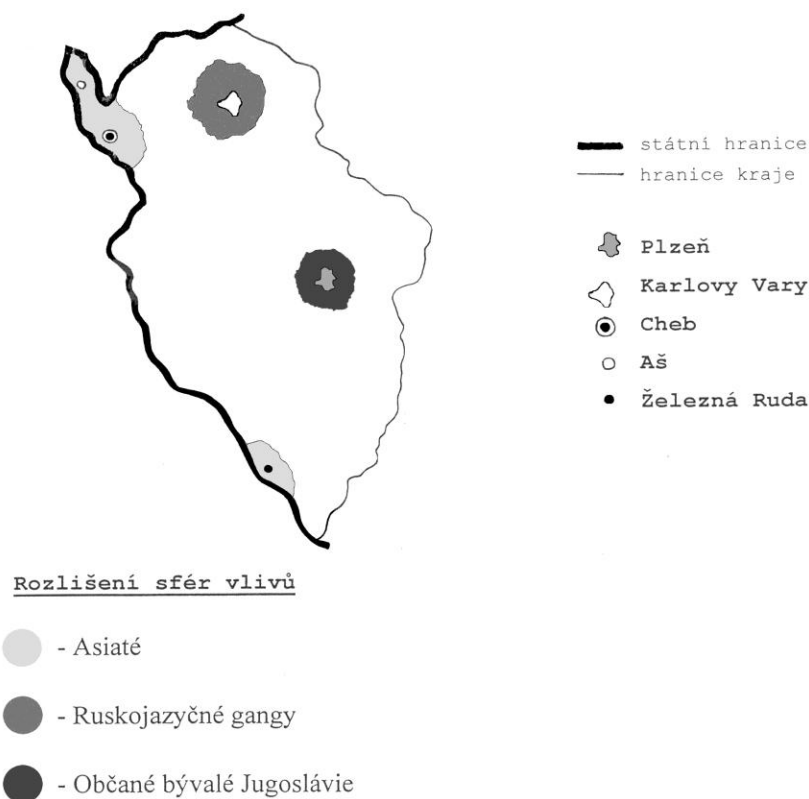 státní hranice
hranice kraje
Plzeň
Karlovy Vary
Cheb
Aš
Železná Ruda
Rozlišení sfér vlivů
- Asiaté
- Ruskojazyčné gangy
- Občané bývalé Jugoslávie